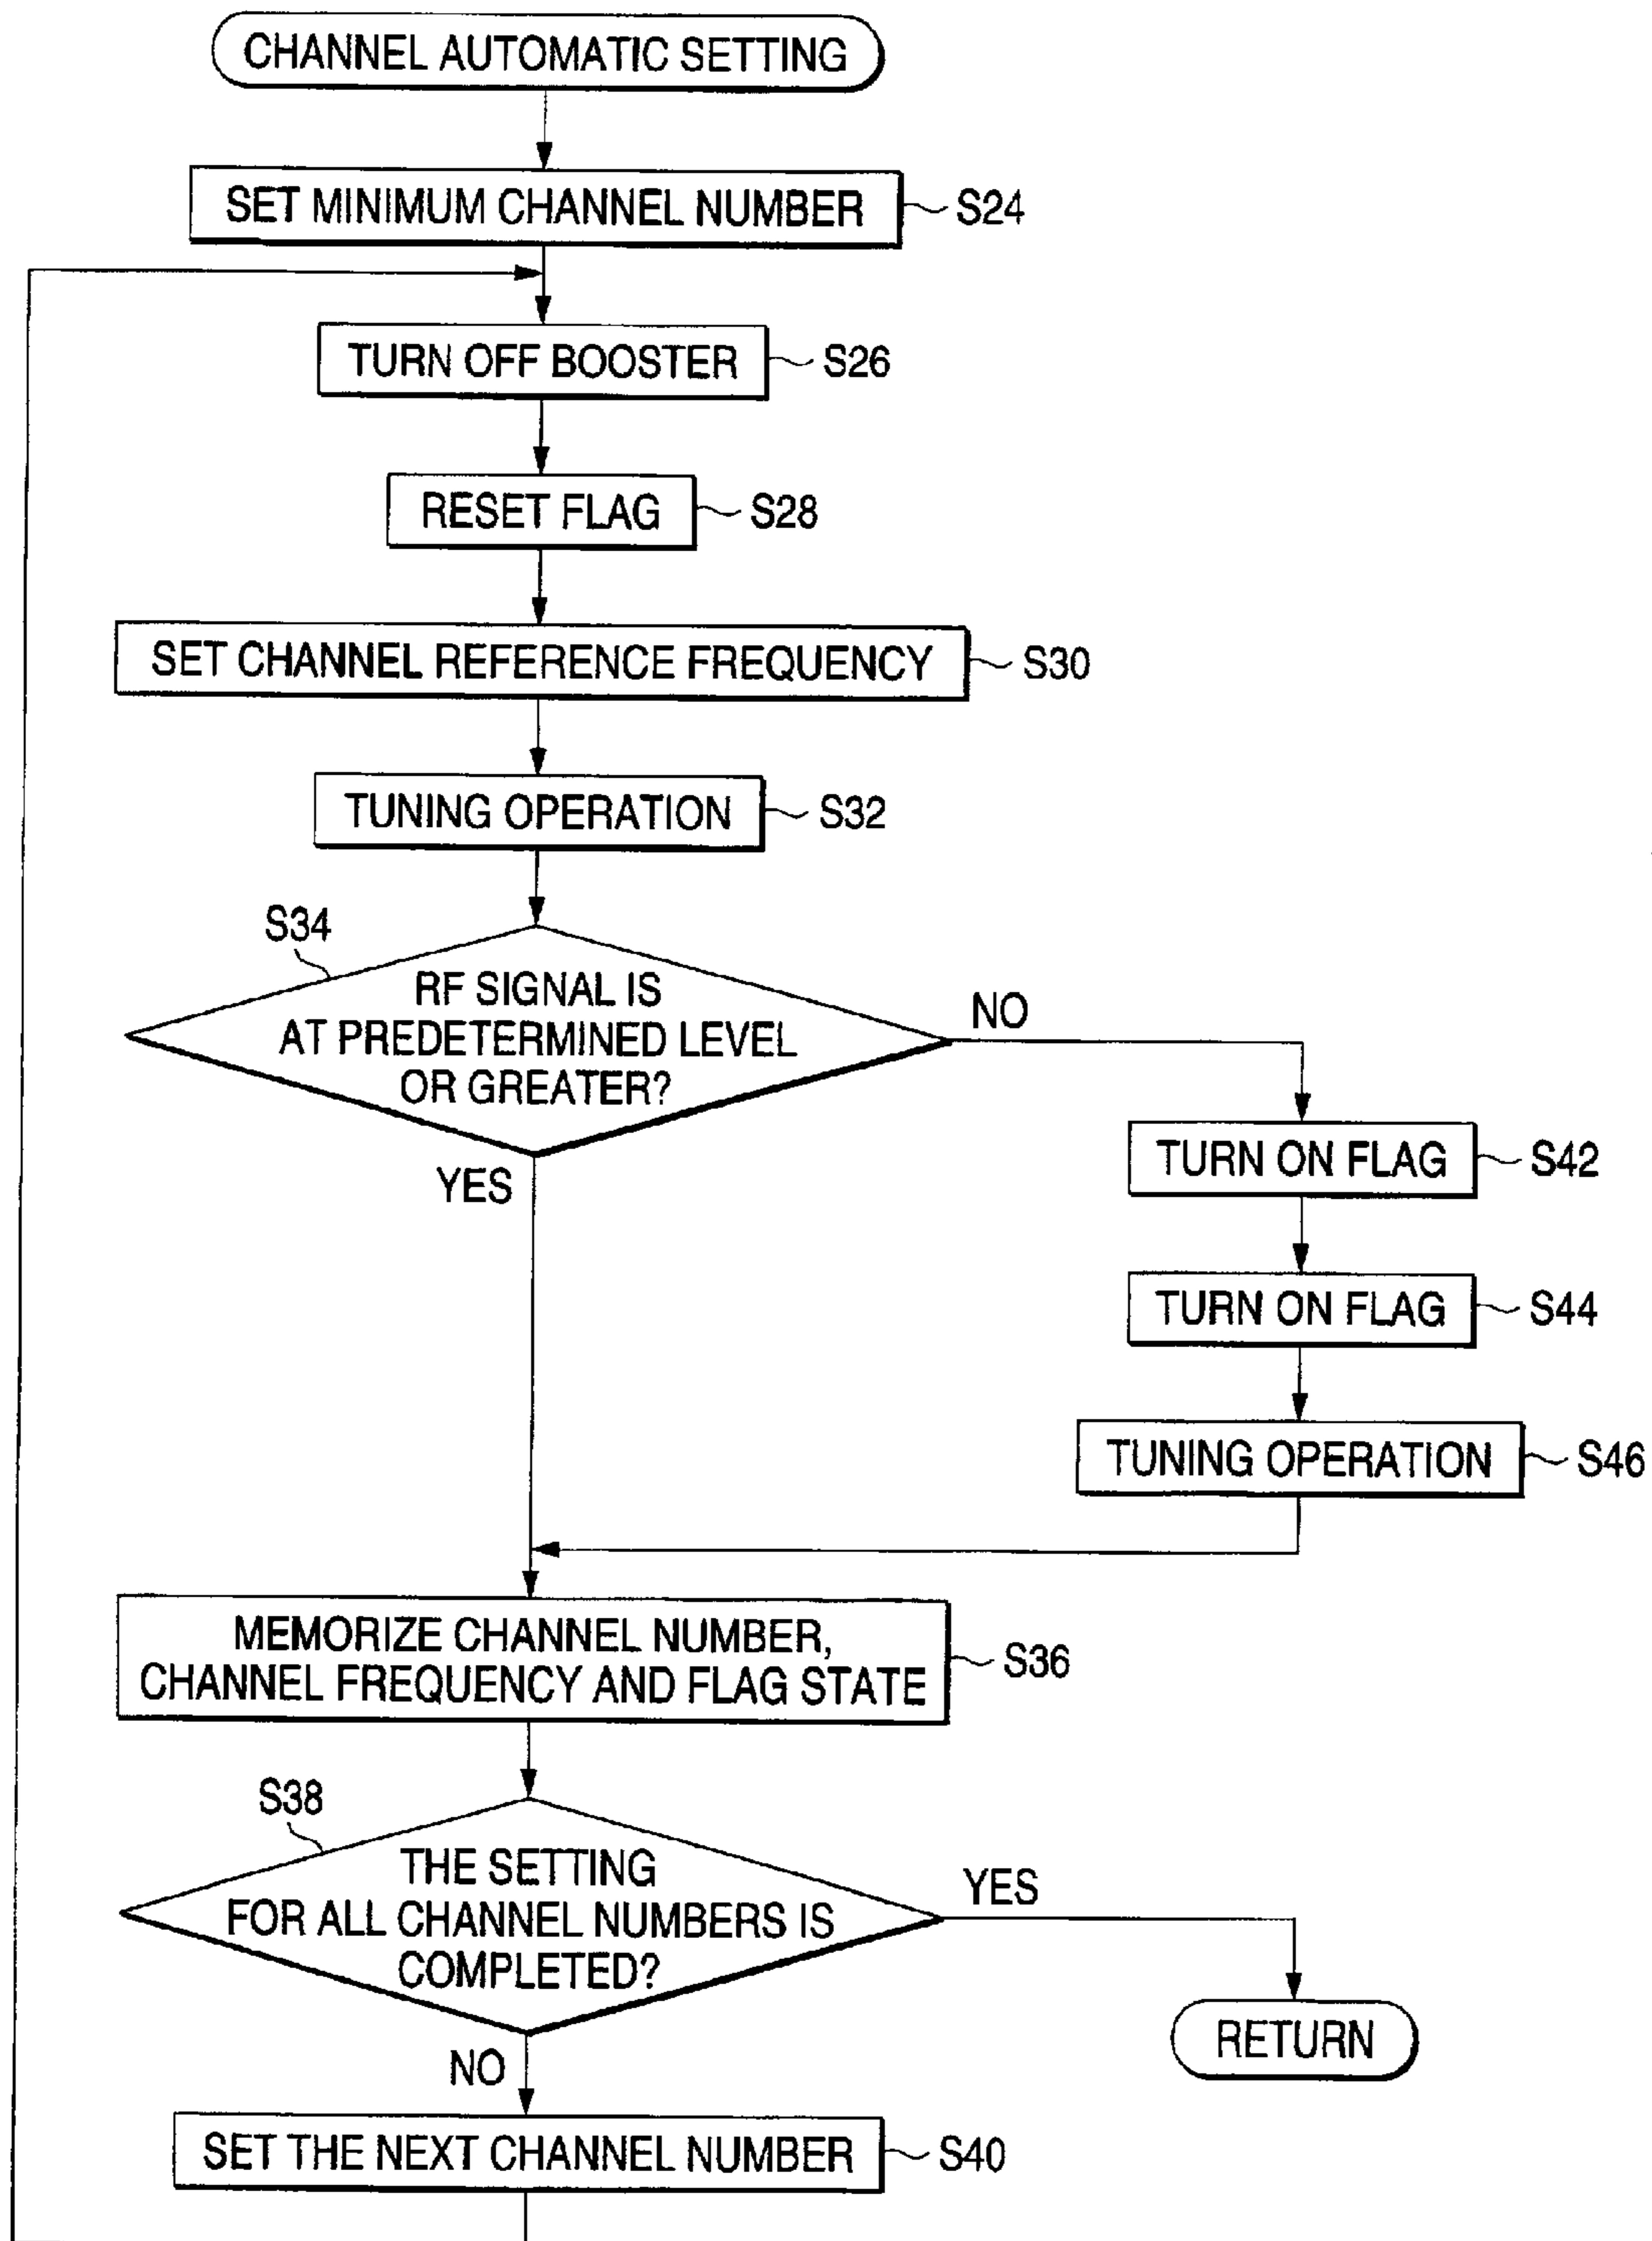 CHANNEL AUTOMATIC SETTING
SET MINIMUM CHANNEL NUMBER
S24
TURN OFF BOOSTER
S26
RESET FLAG
S28
SET CHANNEL REFERENCE FREQUENCY
S30
TUNING OPERATION
S32
S34
RF SIGNAL IS
AT PREDETERMINED LEVEL
OR GREATER?
NO
YES
TURN ON FLAG
S42
TURN ON FLAG
S44
TUNING OPERATION
S46
MEMORIZE CHANNEL NUMBER,
CHANNEL FREQUENCY AND FLAG STATE
S36
S38
THE SETTING
FOR ALL CHANNEL NUMBERS IS
COMPLETED?
YES
RETURN
NO
SET THE NEXT CHANNEL NUMBER
S40